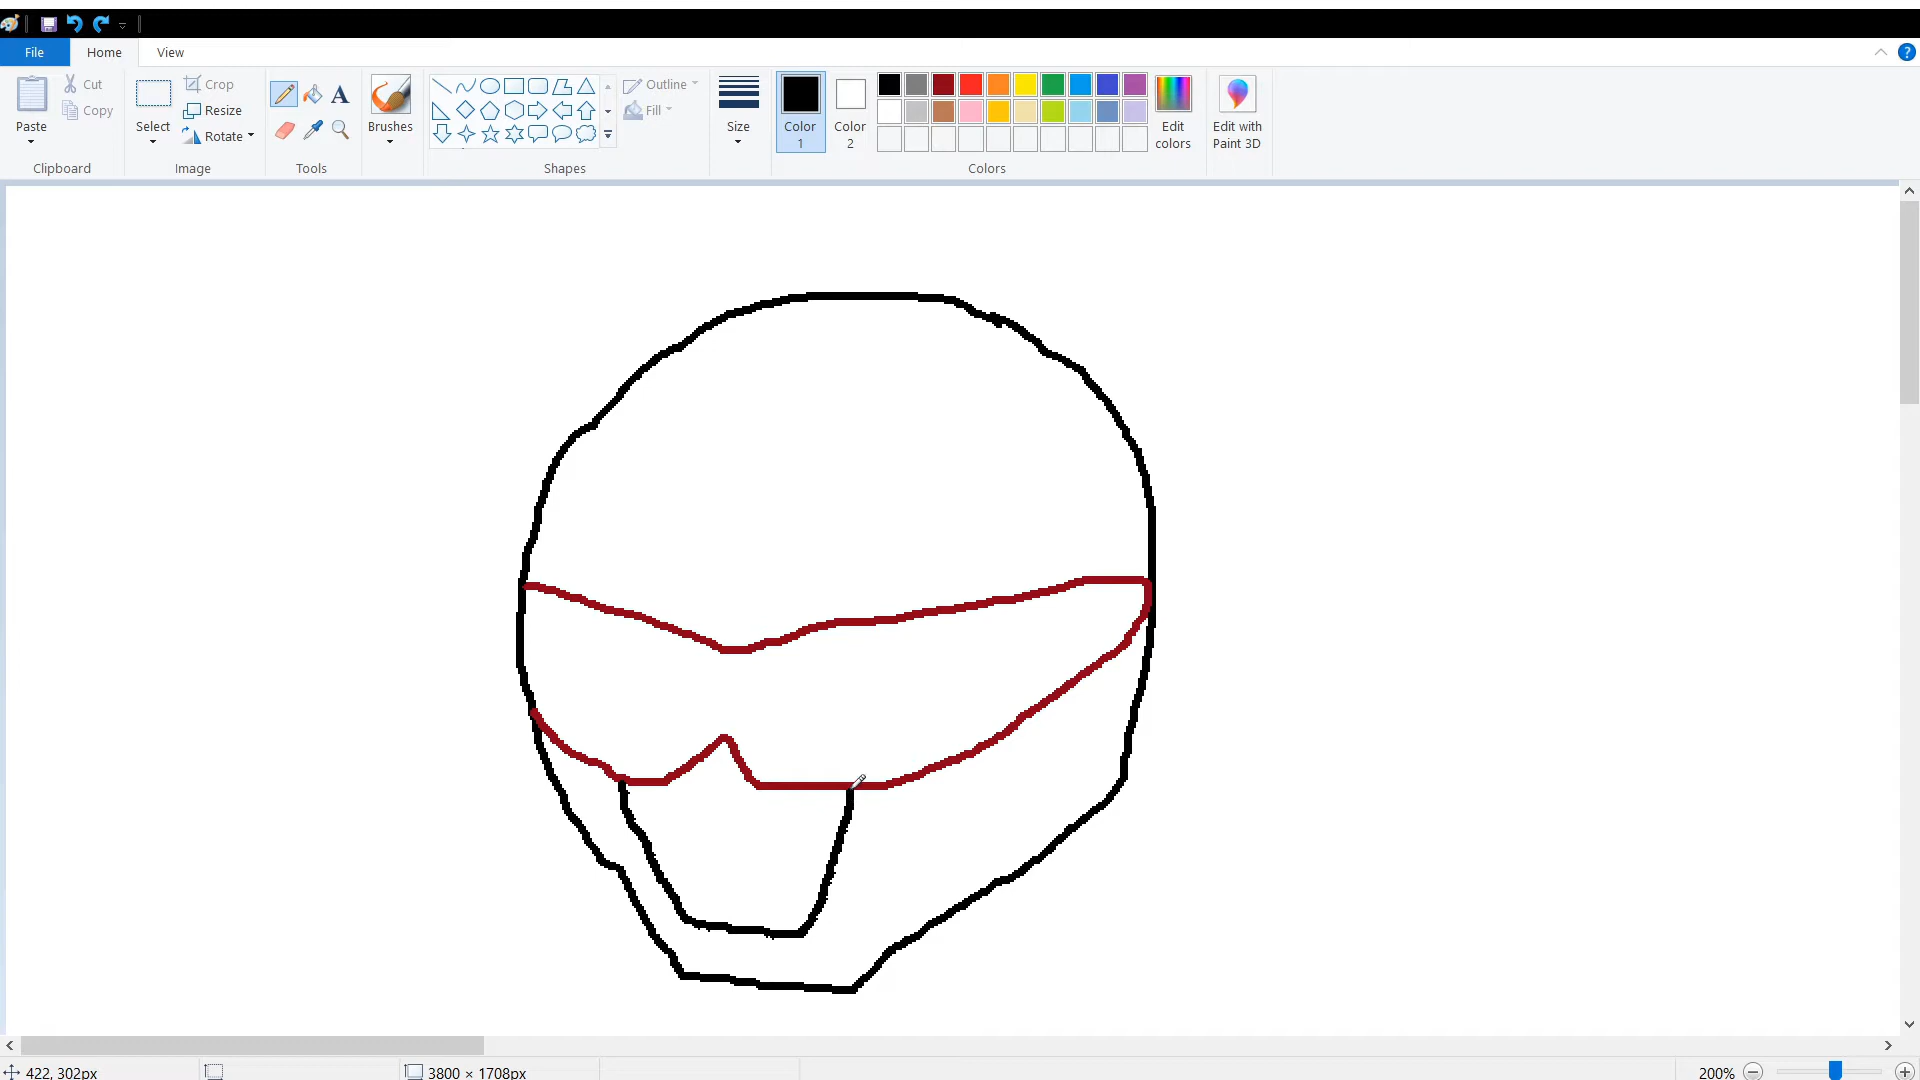 File Home View ?
Paste Cut Copy Select Crop Resize Rotate A Brushes Outline Fill Size Color 1 Color 2 Edit colors Edit with Paint 3D
Clipboard Image Tools Shapes Colors
422, 302px 3800 × 1708px 200%